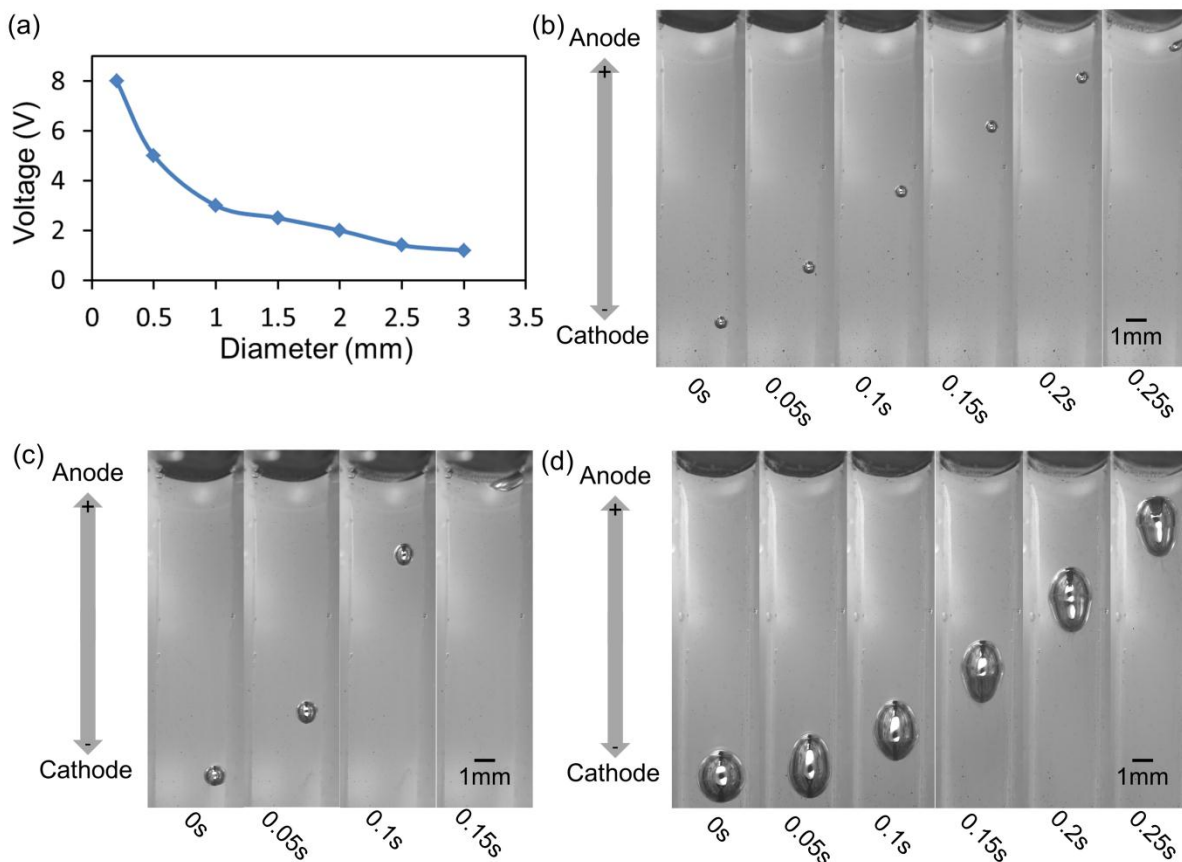 (a)
Voltage (V)
8
6
4
2
0
0 0.5 1 1.5 2 2.5 3 3.5
Diameter (mm)
(b)
Anode
+
-
Cathode
1mm
0s 0.05s 0.1s 0.15s 0.2s 0.25s
(c)
Anode
+
-
Cathode
1mm
0s 0.05s 0.1s 0.15s
(d)
Anode
+
-
Cathode
1mm
0s 0.05s 0.1s 0.15s 0.2s 0.25s